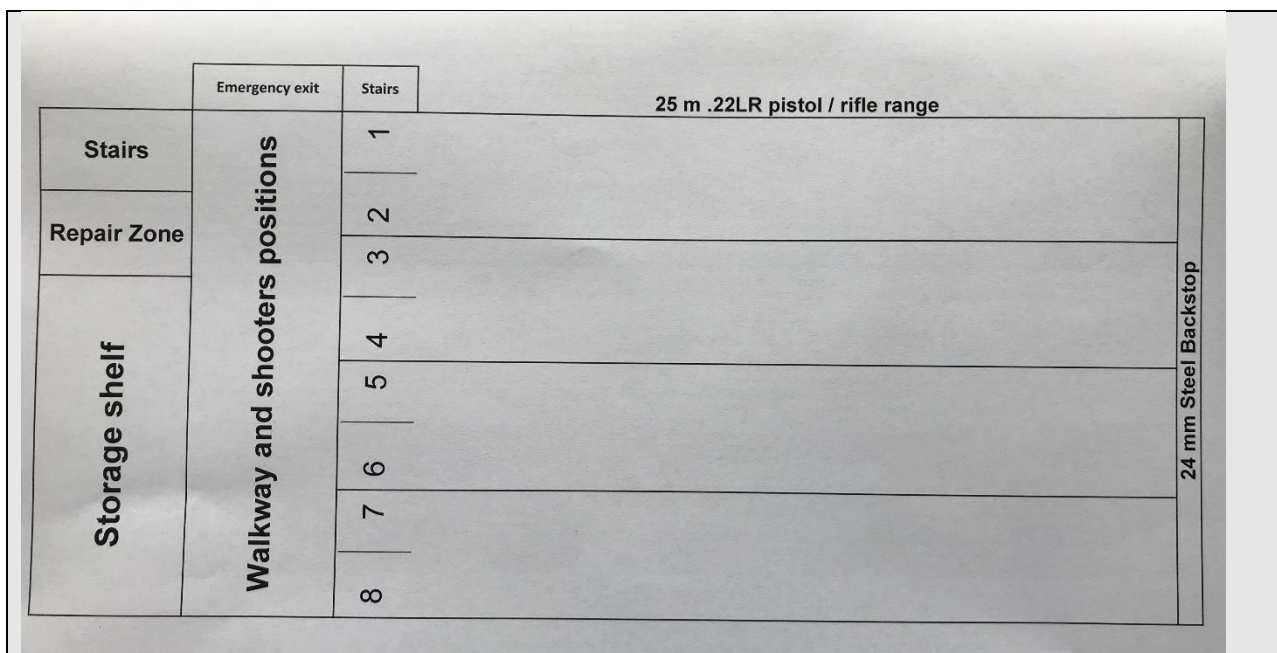 Emergency exit
Stairs
25 m .22LR pistol / rifle range
Stairs
Repair Zone
Storage shelf
Walkway and shooters positions
1
2
3
4
5
6
7
8
24 mm Steel Backstop